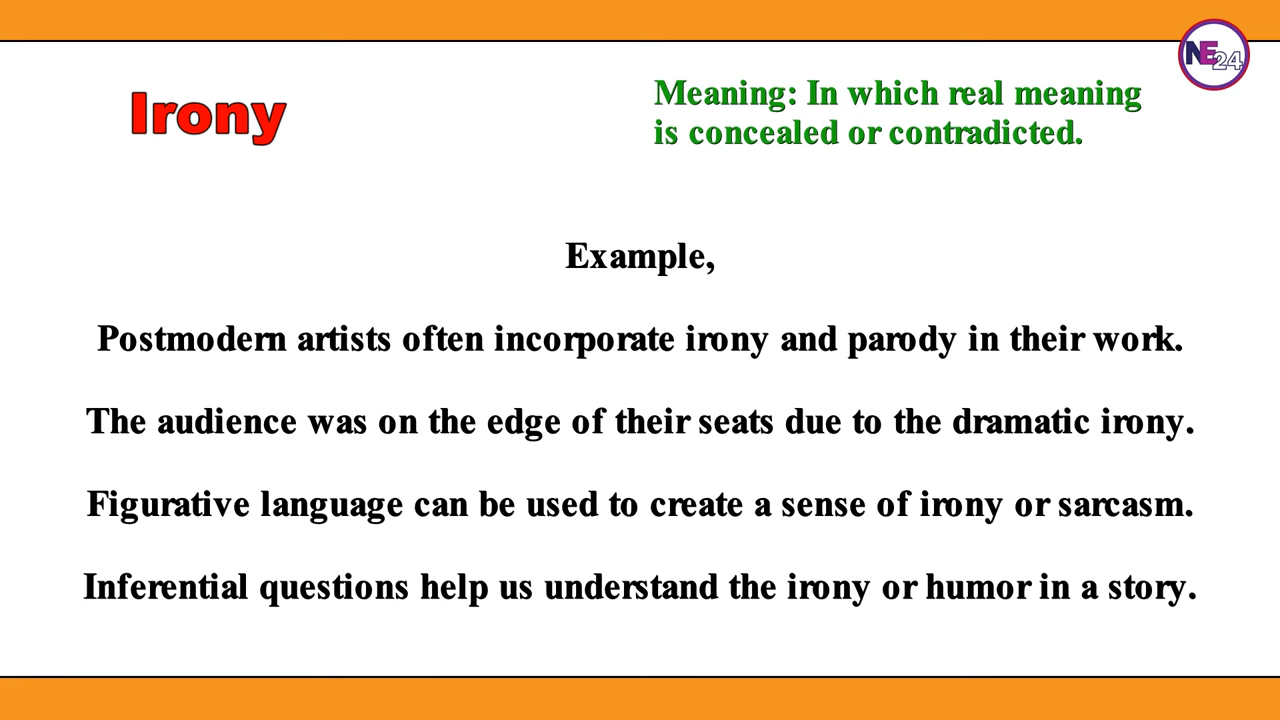 NE24
Irony
Meaning: In which real meaning
is concealed or contradicted.
Example,
Postmodern artists often incorporate irony and parody in their work.
The audience was on the edge of their seats due to the dramatic irony.
Figurative language can be used to create a sense of irony or sarcasm.
Inferential questions help us understand the irony or humor in a story.